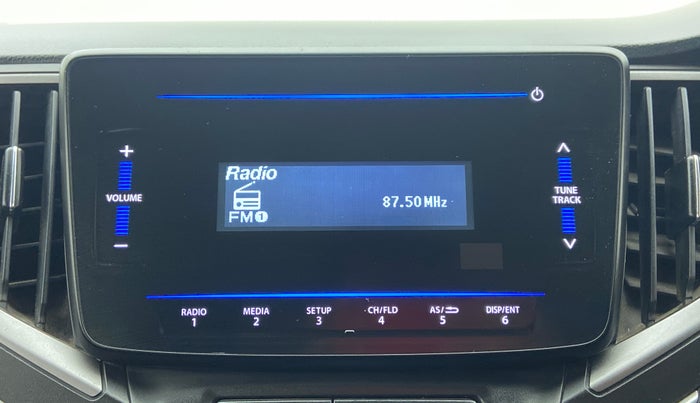 Radio
FM1
87.50MHz
+
VOLUME
−
TUNE
TRACK
RADIO
1
MEDIA
2
SETUP
3
CH/FLD
4
AS/
5
DISP/ENT
6